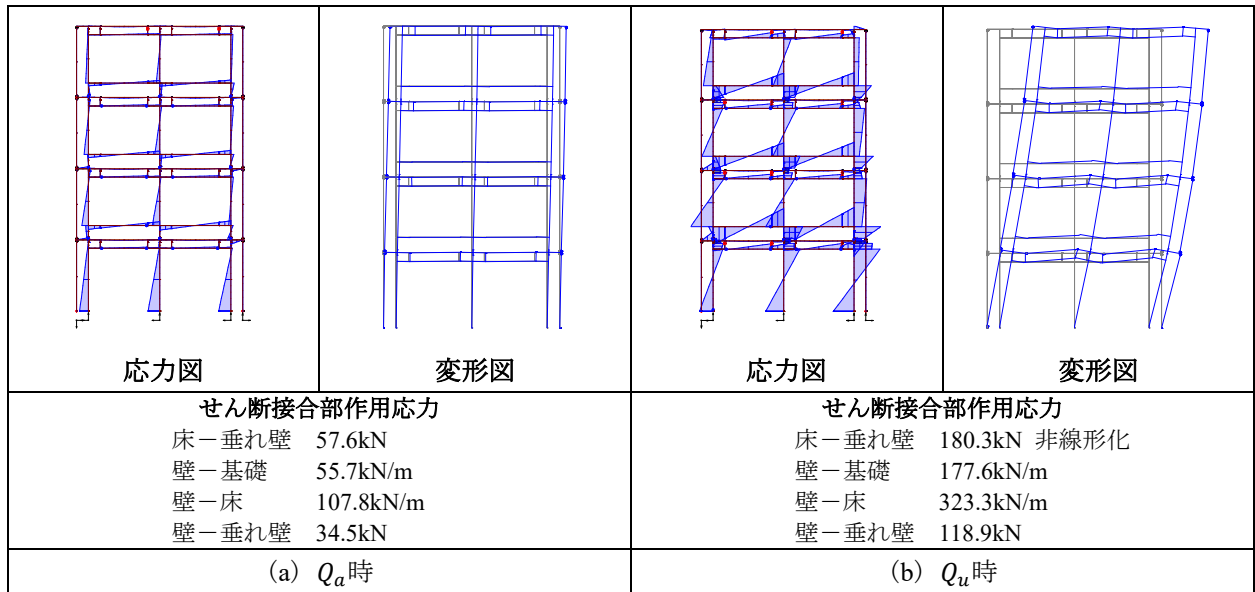 応力図
変形図
応力図
変形図
せん断接合部作用応力
床－垂れ壁 57.6kN
壁－基礎 55.7kN/m
壁－床 107.8kN/m
壁－垂れ壁 34.5kN
せん断接合部作用応力
床－垂れ壁 180.3kN 非線形化
壁－基礎 177.6kN/m
壁－床 323.3kN/m
壁－垂れ壁 118.9kN
(a) Qa時
(b) Qu時